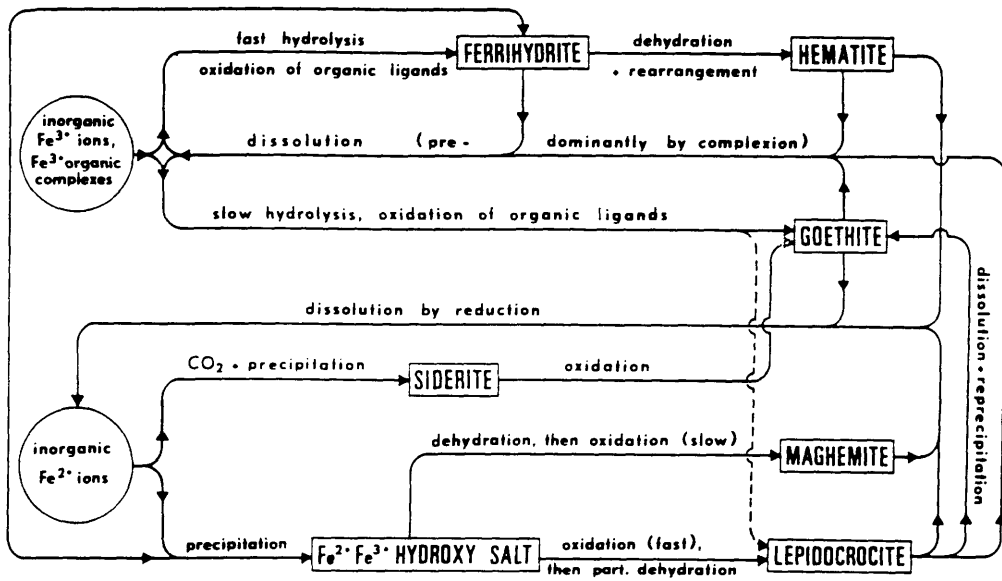 fast hydrolysis
oxidation of organic ligands
FERRIHYDRITE
dehydration
+ rearrangement
HEMATITE
inorganic
Fe³⁺ ions,
Fe³⁺organic
complexes
dissolution (pre-dominantly by complexion)
slow hydrolysis, oxidation of organic ligands
GOETHITE
dissolution by reduction
CO₂ + precipitation
SIDERITE
oxidation
dissolution + reprecipitation
inorganic
Fe²⁺ ions
dehydration, then oxidation (slow)
MAGHEMITE
precipitation
Fe²⁺ Fe³⁺ HYDROXY SALT
oxidation (fast),
then part. dehydration
LEPIDOCROCITE